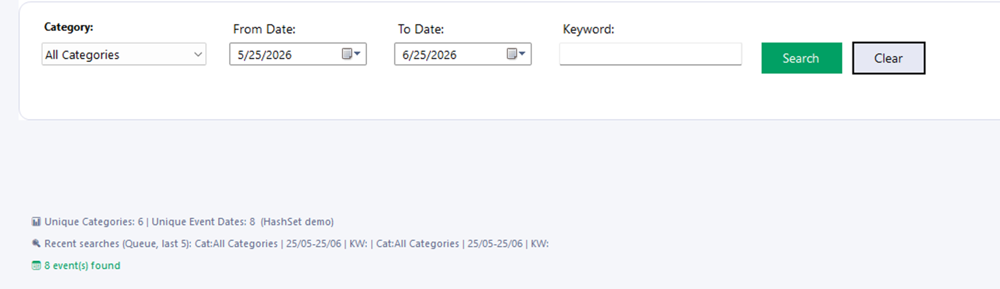 Category: From Date: To Date: Keyword:
All Categories 5/25/2026 6/25/2026 Search Clear
Unique Categories: 6 | Unique Event Dates: 8 (HashSet demo)
Recent searches (Queue, last 5): Cat:All Categories | 25/05-25/06 | KW: | Cat:All Categories | 25/05-25/06 | KW:
8 event(s) found